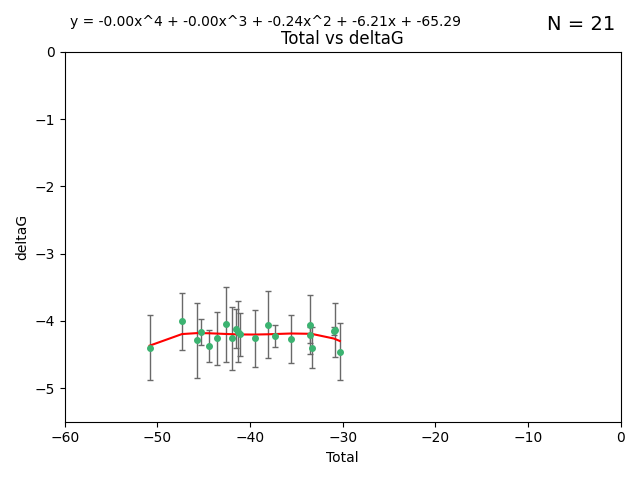 y = -0.00x^4 + -0.00x^3 + -0.24x^2 + -6.21x + -65.29
N = 21
Total vs deltaG
0
−1
−2
−3
−4
−5
deltaG
−60 −50 −40 −30 −20 −10 0
Total